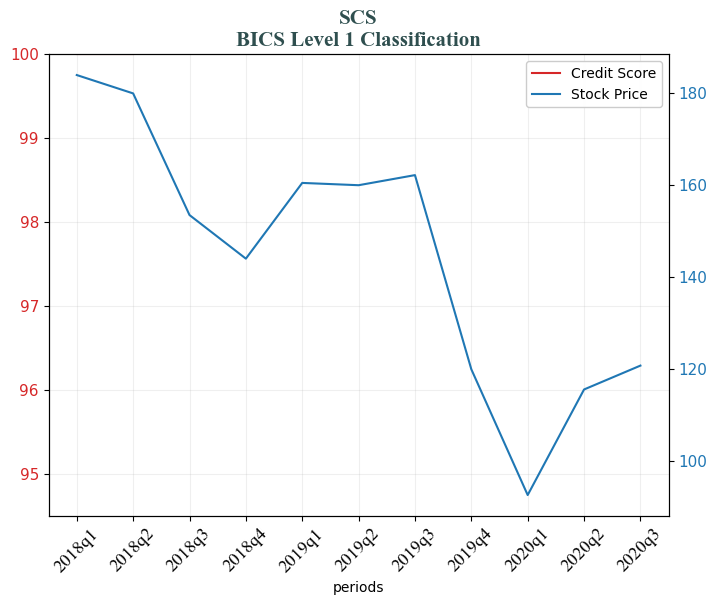 SCS
BICS Level 1 Classification
100
99
98
97
96
95
Credit Score
Stock Price
180
160
140
120
100
2018q1
2018q2
2018q3
2018q4
2019q1
2019q2
2019q3
2019q4
2020q1
2020q2
2020q3
periods